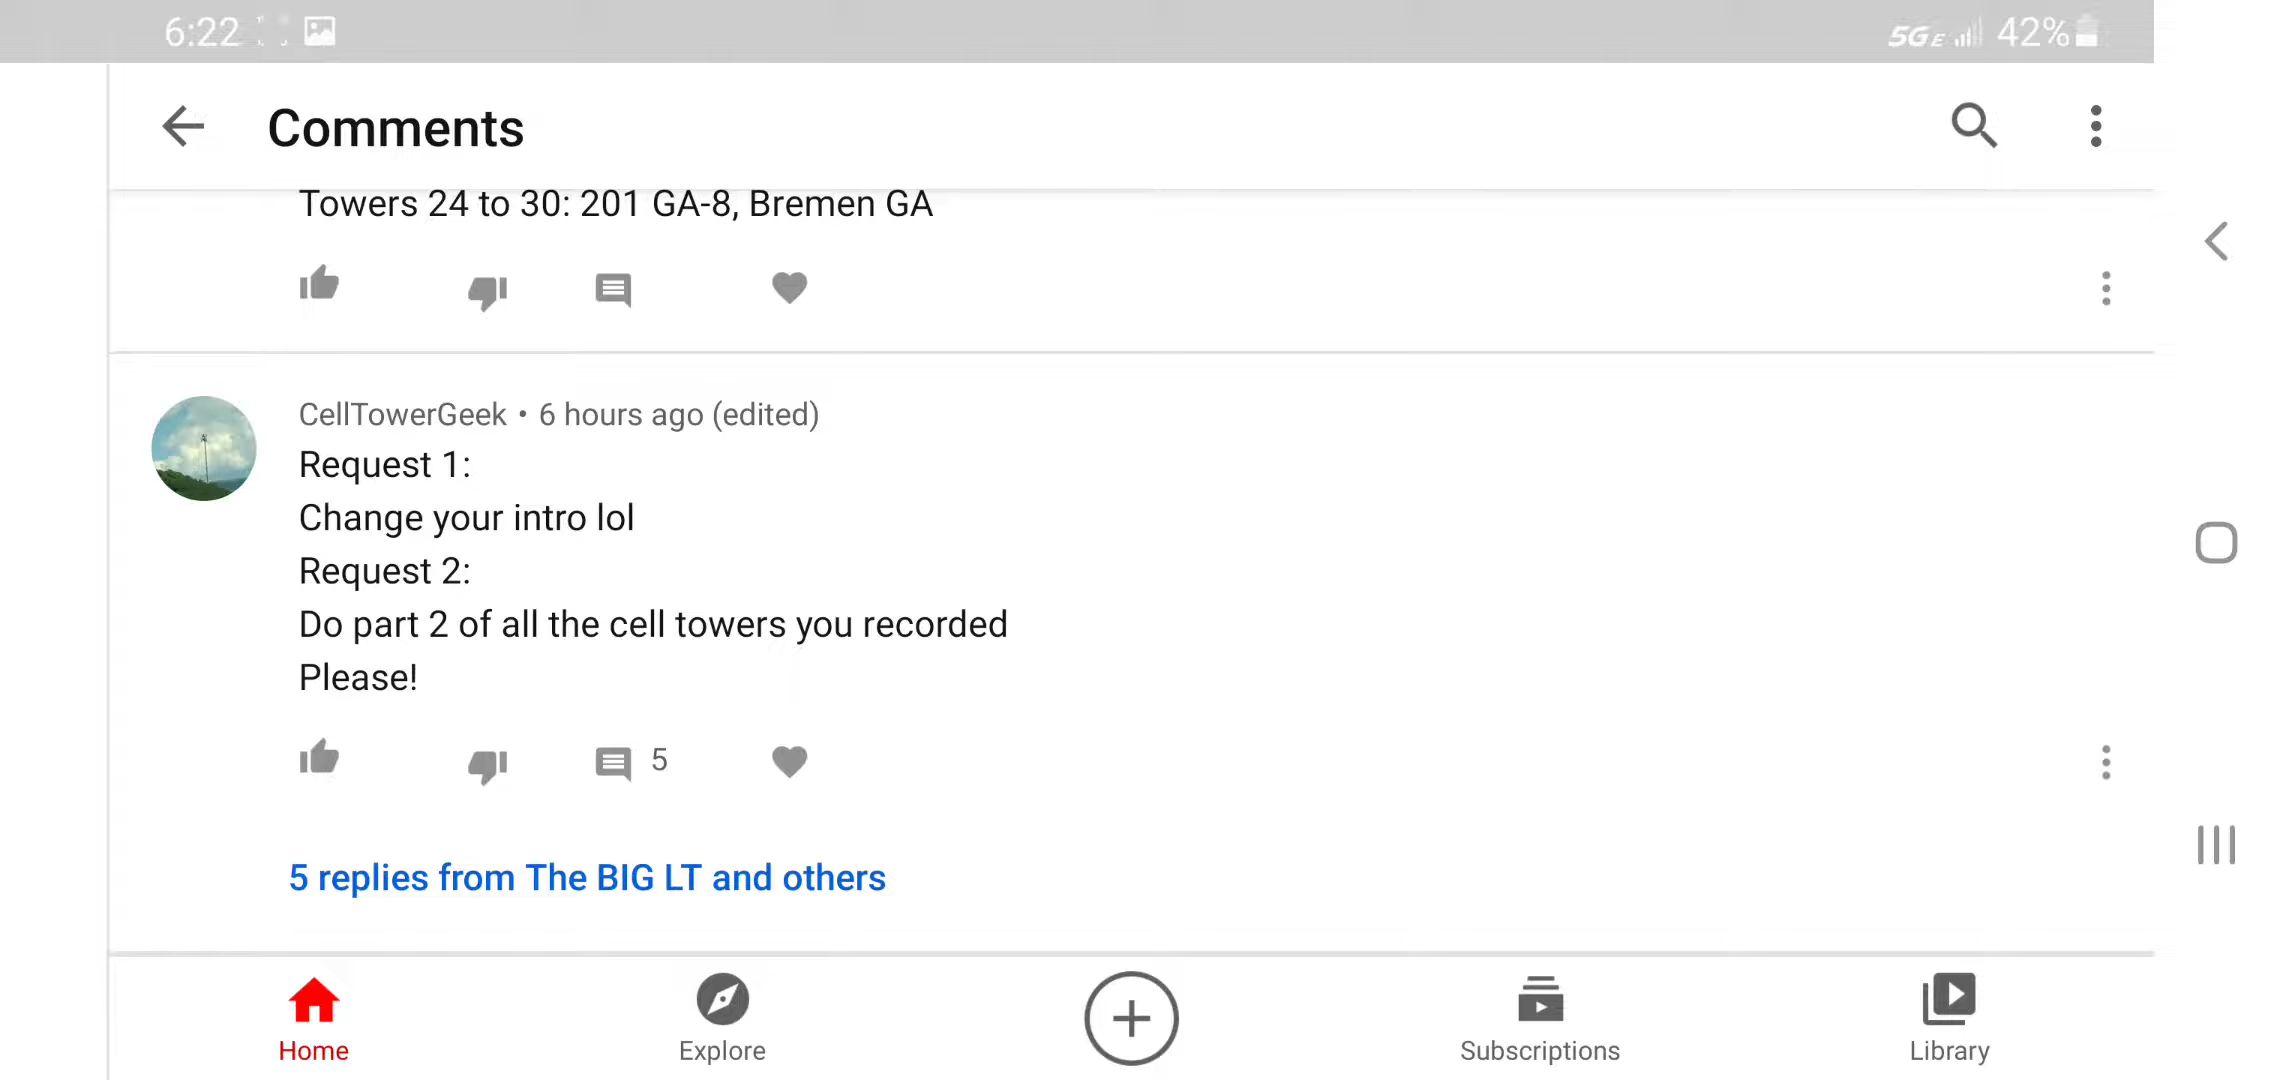 6:22 5GE 42%
Comments
Towers 24 to 30: 201 GA-8, Bremen GA
CellTowerGeek • 6 hours ago (edited)
Request 1:
Change your intro lol
Request 2:
Do part 2 of all the cell towers you recorded
Please!
5
5 replies from The BIG LT and others
Home Explore Subscriptions Library